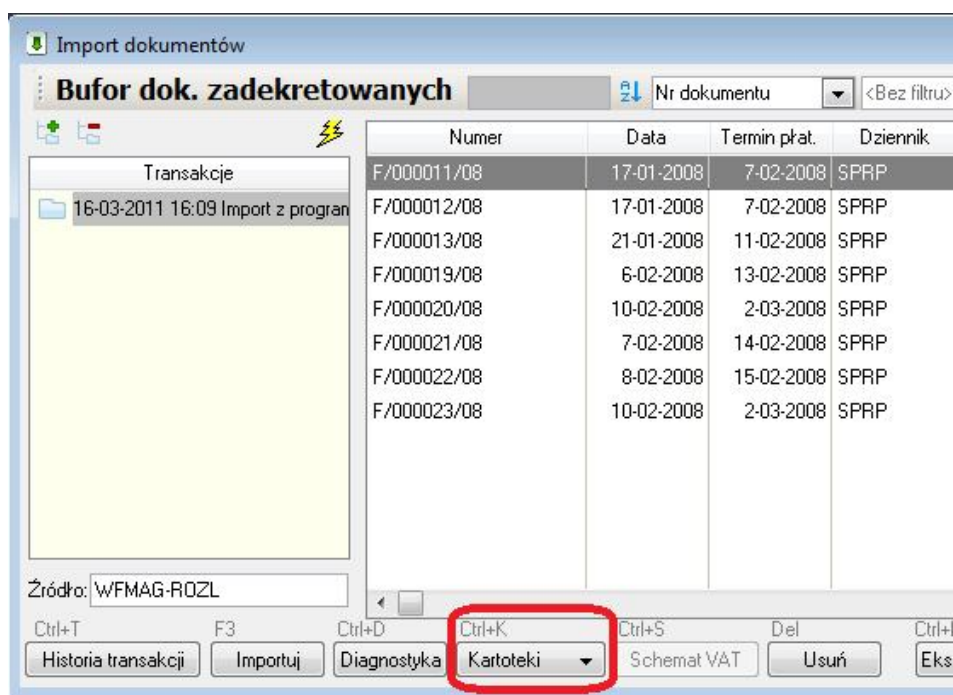 Import dokumentów
Bufor dok. zadekretowanych Nr dokumentu <Bez filtru>
Transakcje
16-03-2011 16:09 Import z program
Numer Data Termin płat. Dziennik
F/000011/08 17-01-2008 7-02-2008 SPRP
F/000012/08 17-01-2008 7-02-2008 SPRP
F/000013/08 21-01-2008 11-02-2008 SPRP
F/000019/08 6-02-2008 13-02-2008 SPRP
F/000020/08 10-02-2008 2-03-2008 SPRP
F/000021/08 7-02-2008 14-02-2008 SPRP
F/000022/08 8-02-2008 15-02-2008 SPRP
F/000023/08 10-02-2008 2-03-2008 SPRP
Źródło: WFMAG-ROZL
Ctrl+T F3 Ctrl+D Ctrl+K Ctrl+S Del Ctrl+
Historia transakcji Importuj Diagnostyka Kartoteki Schemat VAT Usuń Eks